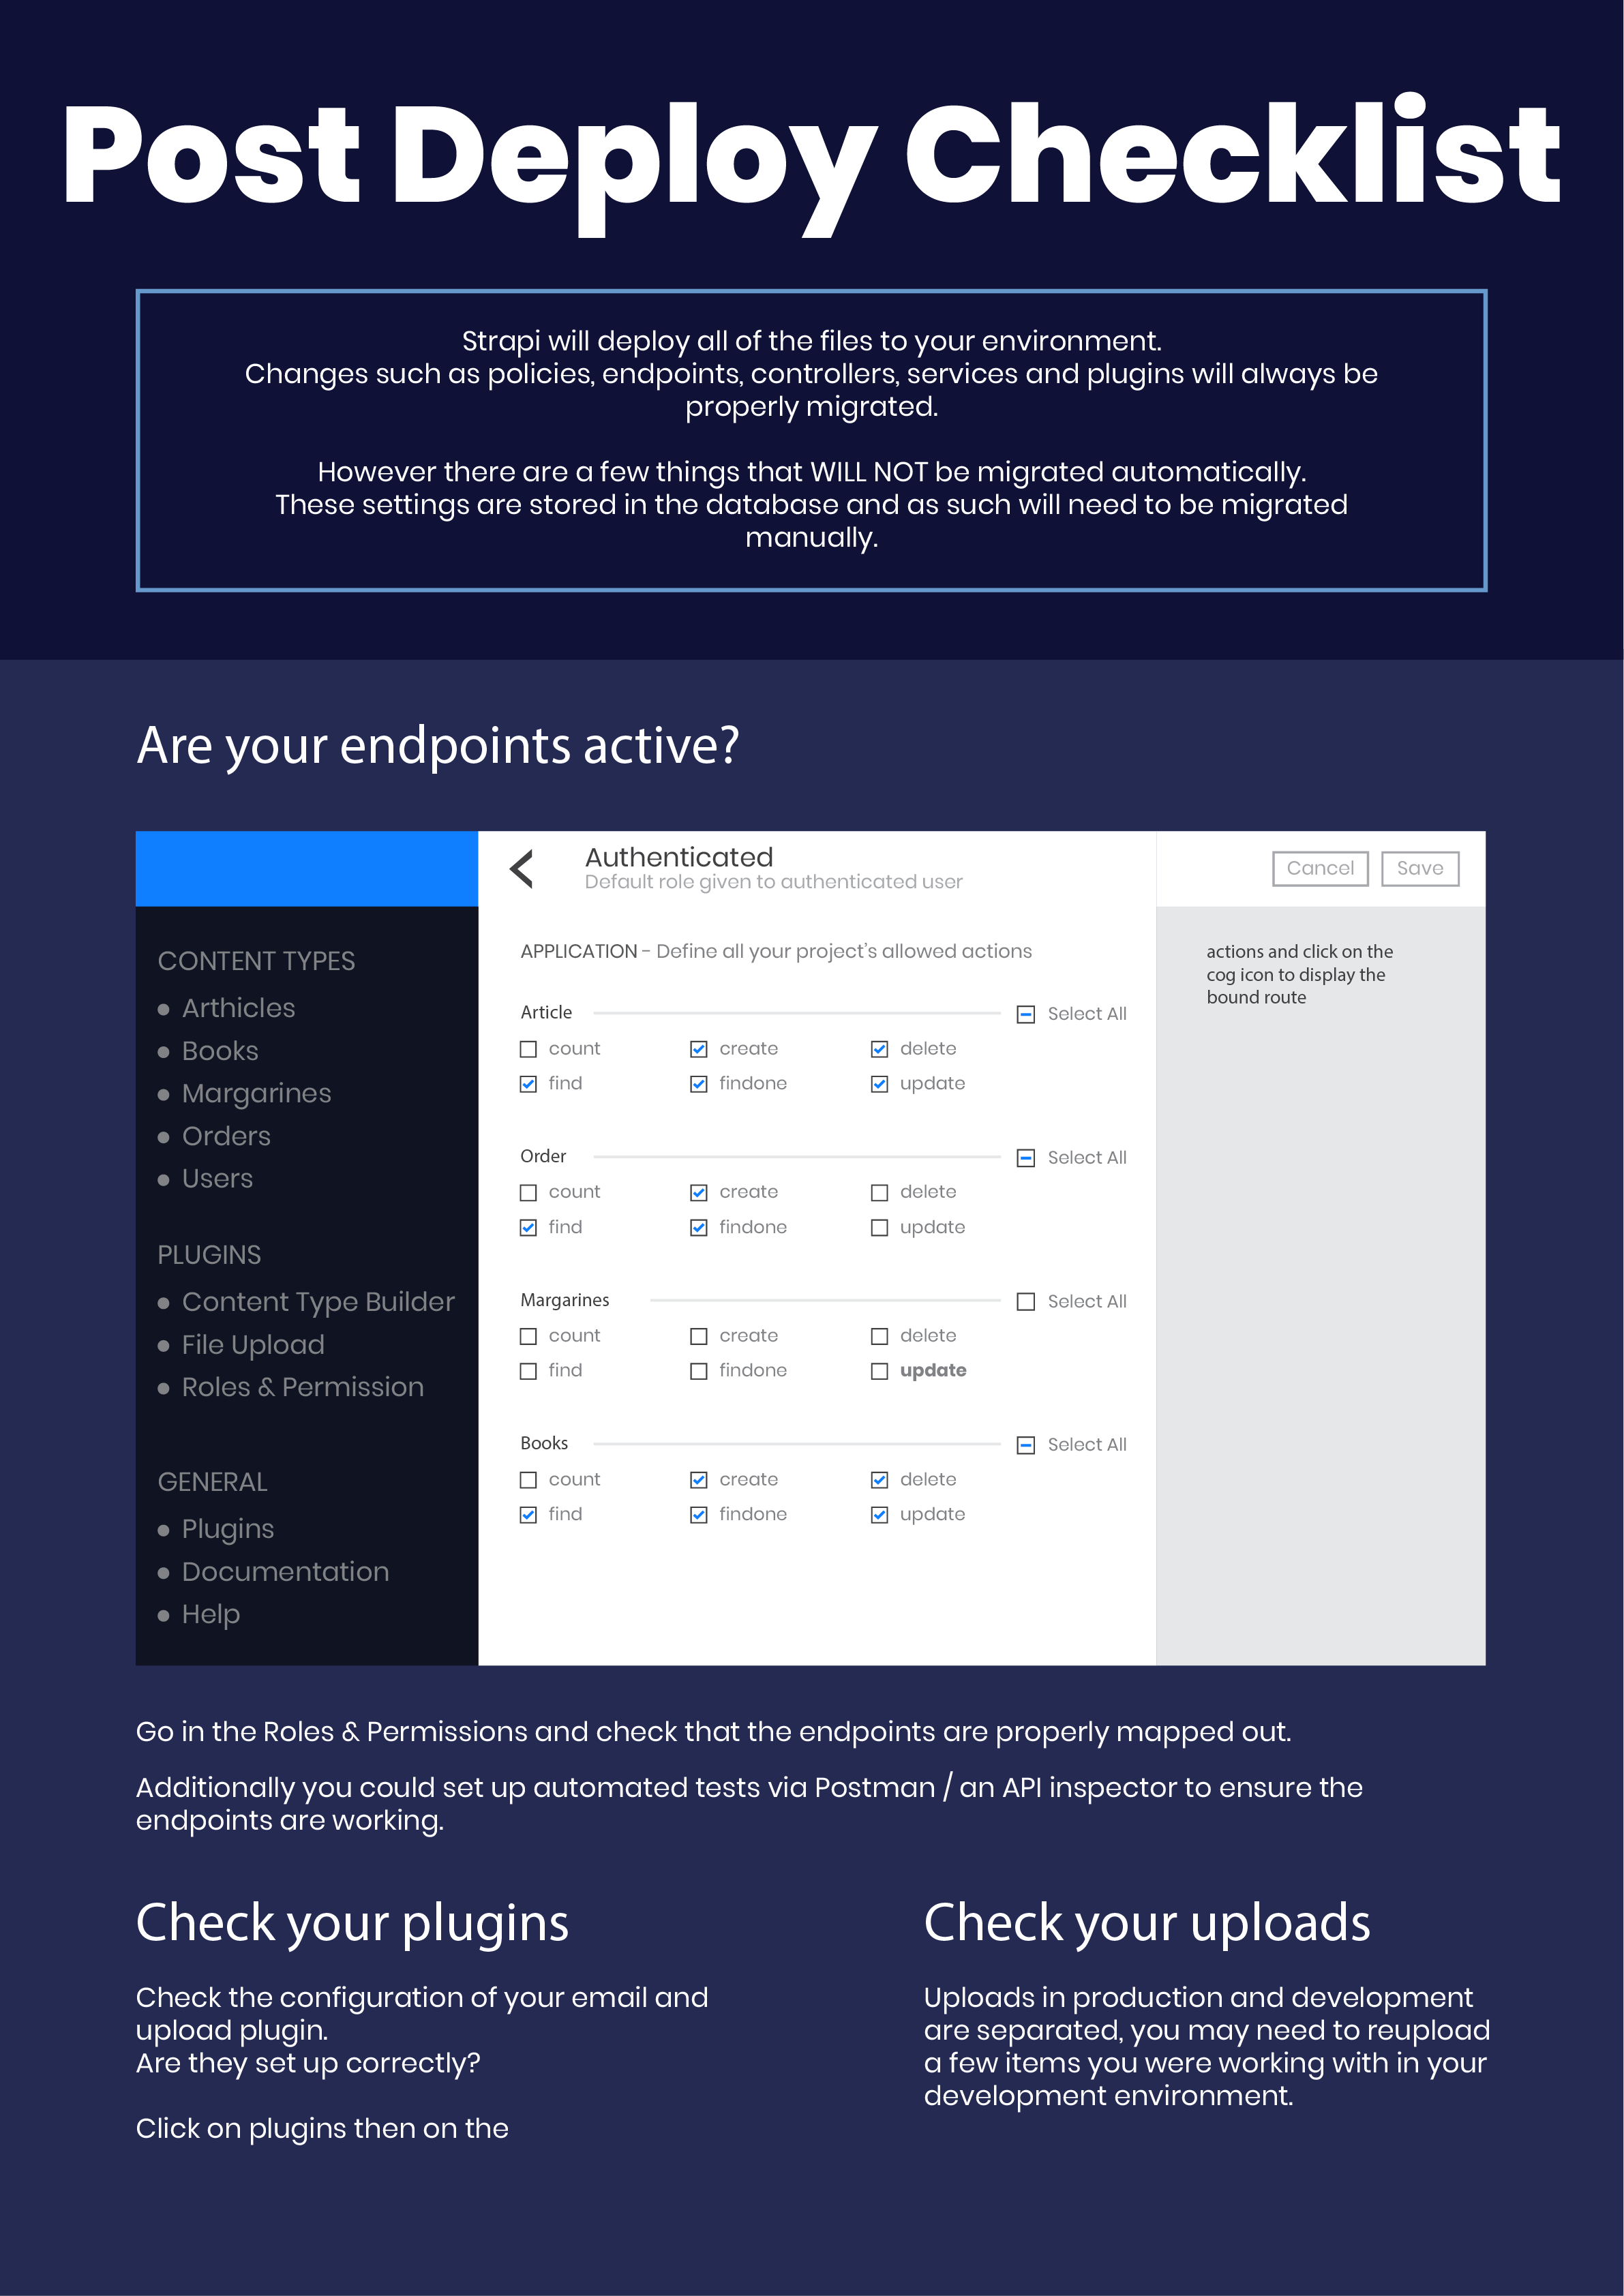 Post Deploy Checklist
Strapi will deploy all of the files to your environment.
Changes such as policies, endpoints, controllers, services and plugins will always be
properly migrated.
However there are a few things that WILL NOT be migrated automatically.
These settings are stored in the database and as such will need to be migrated
manually.
Are your endpoints active?
CONTENT TYPES
Arthicles
Books
Margarines
Orders
Users
PLUGINS
Content Type Builder
File Upload
Roles & Permission
GENERAL
Plugins
Documentation
Help
Authenticated
Default role given to authenticated user
APPLICATION - Define all your project's allowed actions
Article Select All
count create delete
find findone update
Order Select All
count create delete
find findone update
Margarines Select All
count create delete
find findone update
Books Select All
count create delete
find findone update
Cancel Save
actions and click on the
cog icon to display the
bound route
Go in the Roles & Permissions and check that the endpoints are properly mapped out.
Additionally you could set up automated tests via Postman / an API inspector to ensure the
endpoints are working.
Check your plugins
Check the configuration of your email and
upload plugin.
Are they set up correctly?
Click on plugins then on the
Check your uploads
Uploads in production and development
are separated, you may need to reupload
a few items you were working with in your
development environment.